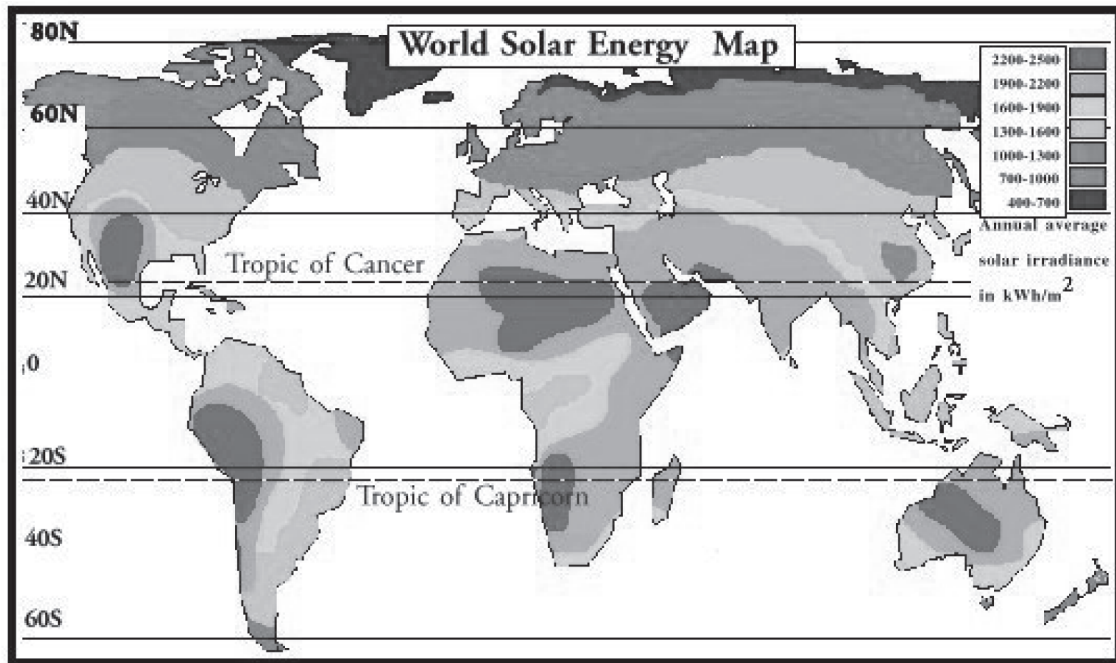 80N
World Solar Energy Map
2200-2500
1900-2200
1600-1900
60N
1300-1600
1000-1300
700-1000
400-700
40N
Annual average
solar irradiance
in kWh/m²
Tropic of Cancer
20N
0
20S
Tropic of Capricorn
40S
60S